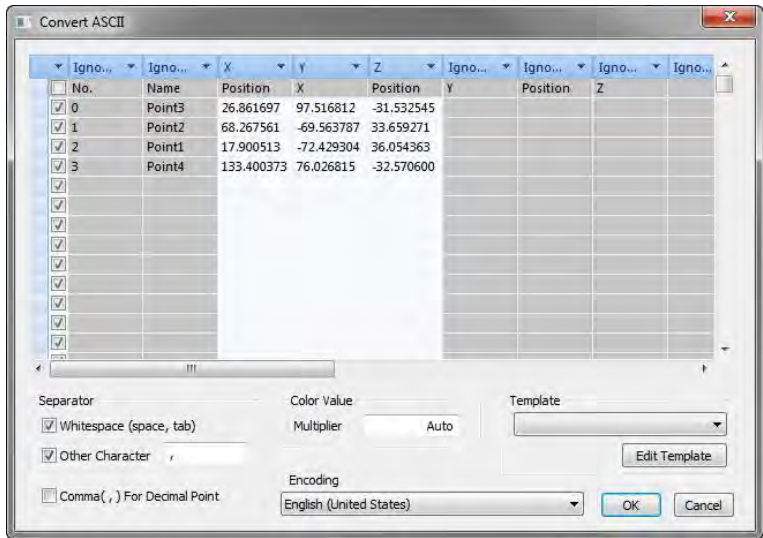 Convert ASCII
Igno... Igno... X Y Z Igno... Igno... Igno... Igno...
No. Name Position X Position Y Position Z
0 Point3 26.861697 97.516812 -31.532545
1 Point2 68.267561 -69.563787 33.659271
2 Point1 17.900513 -72.429304 36.054363
3 Point4 133.400373 76.026815 -32.570600
Separator Color Value Template
Whitespace (space, tab) Multiplier Auto
Other Character , Edit Template
Encoding
Comma( , ) For Decimal Point English (United States) OK Cancel